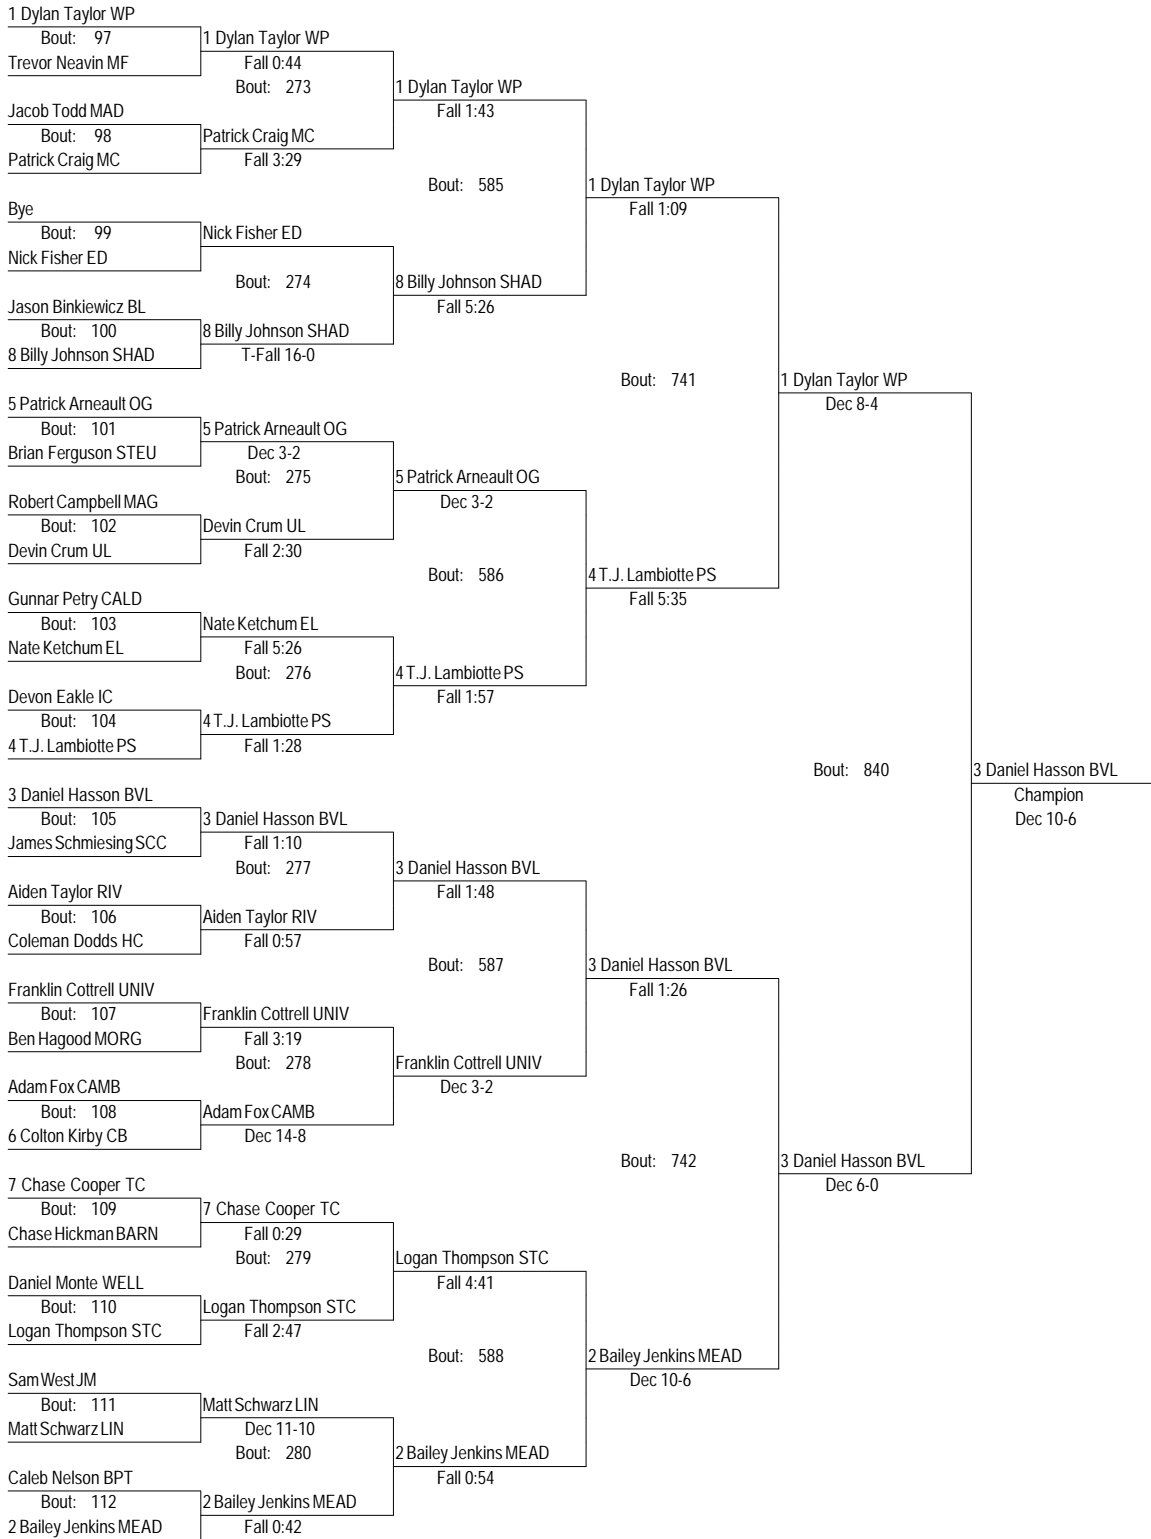 1 Dylan Taylor WP
Bout: 97
Trevor Neavin MF
Jacob Todd MAD
Bout: 98
Patrick Craig MC
Bye
Bout: 99
Nick Fisher ED
Jason Binkiewicz BL
Bout: 100
8 Billy Johnson SHAD
5 Patrick Arneault OG
Bout: 101
Brian Ferguson STEU
Robert Campbell MAG
Bout: 102
Devin Crum UL
Gunnar Petry CALD
Bout: 103
Nate Ketchum EL
Devon Eakle IC
Bout: 104
4 T.J. Lambiotte PS
3 Daniel Hasson BVL
Bout: 105
James Schmiesing SCC
Aiden Taylor RIV
Bout: 106
Coleman Dodds HC
Franklin Cottrell UNIV
Bout: 107
Ben Hagood MORG
Adam Fox CAMB
Bout: 108
6 Colton Kirby CB
7 Chase Cooper TC
Bout: 109
Chase Hickman BARN
Daniel Monte WELL
Bout: 110
Logan Thompson STC
Sam West JM
Bout: 111
Matt Schwarz LIN
Caleb Nelson BPT
Bout: 112
2 Bailey Jenkins MEAD
1 Dylan Taylor WP
Fall 0:44
Bout: 273
Patrick Craig MC
Fall 3:29
Nick Fisher ED
Bout: 274
8 Billy Johnson SHAD
T-Fall 16-0
5 Patrick Arneault OG
Dec 3-2
Bout: 275
Devin Crum UL
Fall 2:30
Nate Ketchum EL
Fall 5:26
Bout: 276
4 T.J. Lambiotte PS
Fall 1:28
3 Daniel Hasson BVL
Fall 1:10
Bout: 277
Aiden Taylor RIV
Fall 0:57
Franklin Cottrell UNIV
Fall 3:19
Bout: 278
Adam Fox CAMB
Dec 14-8
7 Chase Cooper TC
Fall 0:29
Bout: 279
Logan Thompson STC
Fall 2:47
Matt Schwarz LIN
Dec 11-10
Bout: 280
2 Bailey Jenkins MEAD
Fall 0:42
1 Dylan Taylor WP
Fall 1:43
Bout: 585
8 Billy Johnson SHAD
Fall 5:26
5 Patrick Arneault OG
Dec 3-2
Bout: 586
4 T.J. Lambiotte PS
Fall 1:57
3 Daniel Hasson BVL
Fall 1:48
Bout: 587
Franklin Cottrell UNIV
Dec 3-2
Logan Thompson STC
Fall 4:41
Bout: 588
2 Bailey Jenkins MEAD
Fall 0:54
1 Dylan Taylor WP
Fall 1:09
Bout: 741
4 T.J. Lambiotte PS
Fall 5:35
3 Daniel Hasson BVL
Fall 1:26
Bout: 742
2 Bailey Jenkins MEAD
Dec 10-6
1 Dylan Taylor WP
Dec 8-4
Bout: 840
3 Daniel Hasson BVL
Dec 6-0
3 Daniel Hasson BVL
Champion
Dec 10-6